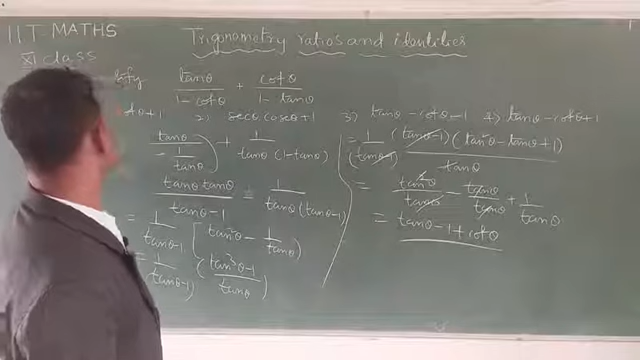 IIT MATHS
XI class
Trigonometry ratios and identities
tanθ/(1-cotθ) + cotθ/(1-tanθ)
θ+1 2) secθ cosecθ+1 3) tanθ-cotθ-1 4) tanθ-cotθ+1
tanθ/(-1/tanθ) + 1/(tanθ(1-tanθ))
tanθ tanθ/(tanθ-1) = 1/(tanθ(tanθ-1))
= 1/(tanθ-1) [tan²θ - 1/tanθ]
= 1/(tanθ-1) (tan³θ-1/tanθ)
= 1/(tanθ-1) (tanθ-1)(tan²θ-tanθ+1)/tanθ
= tan²θ/tanθ - tanθ/tanθ + 1/tanθ
= tanθ-1+cotθ